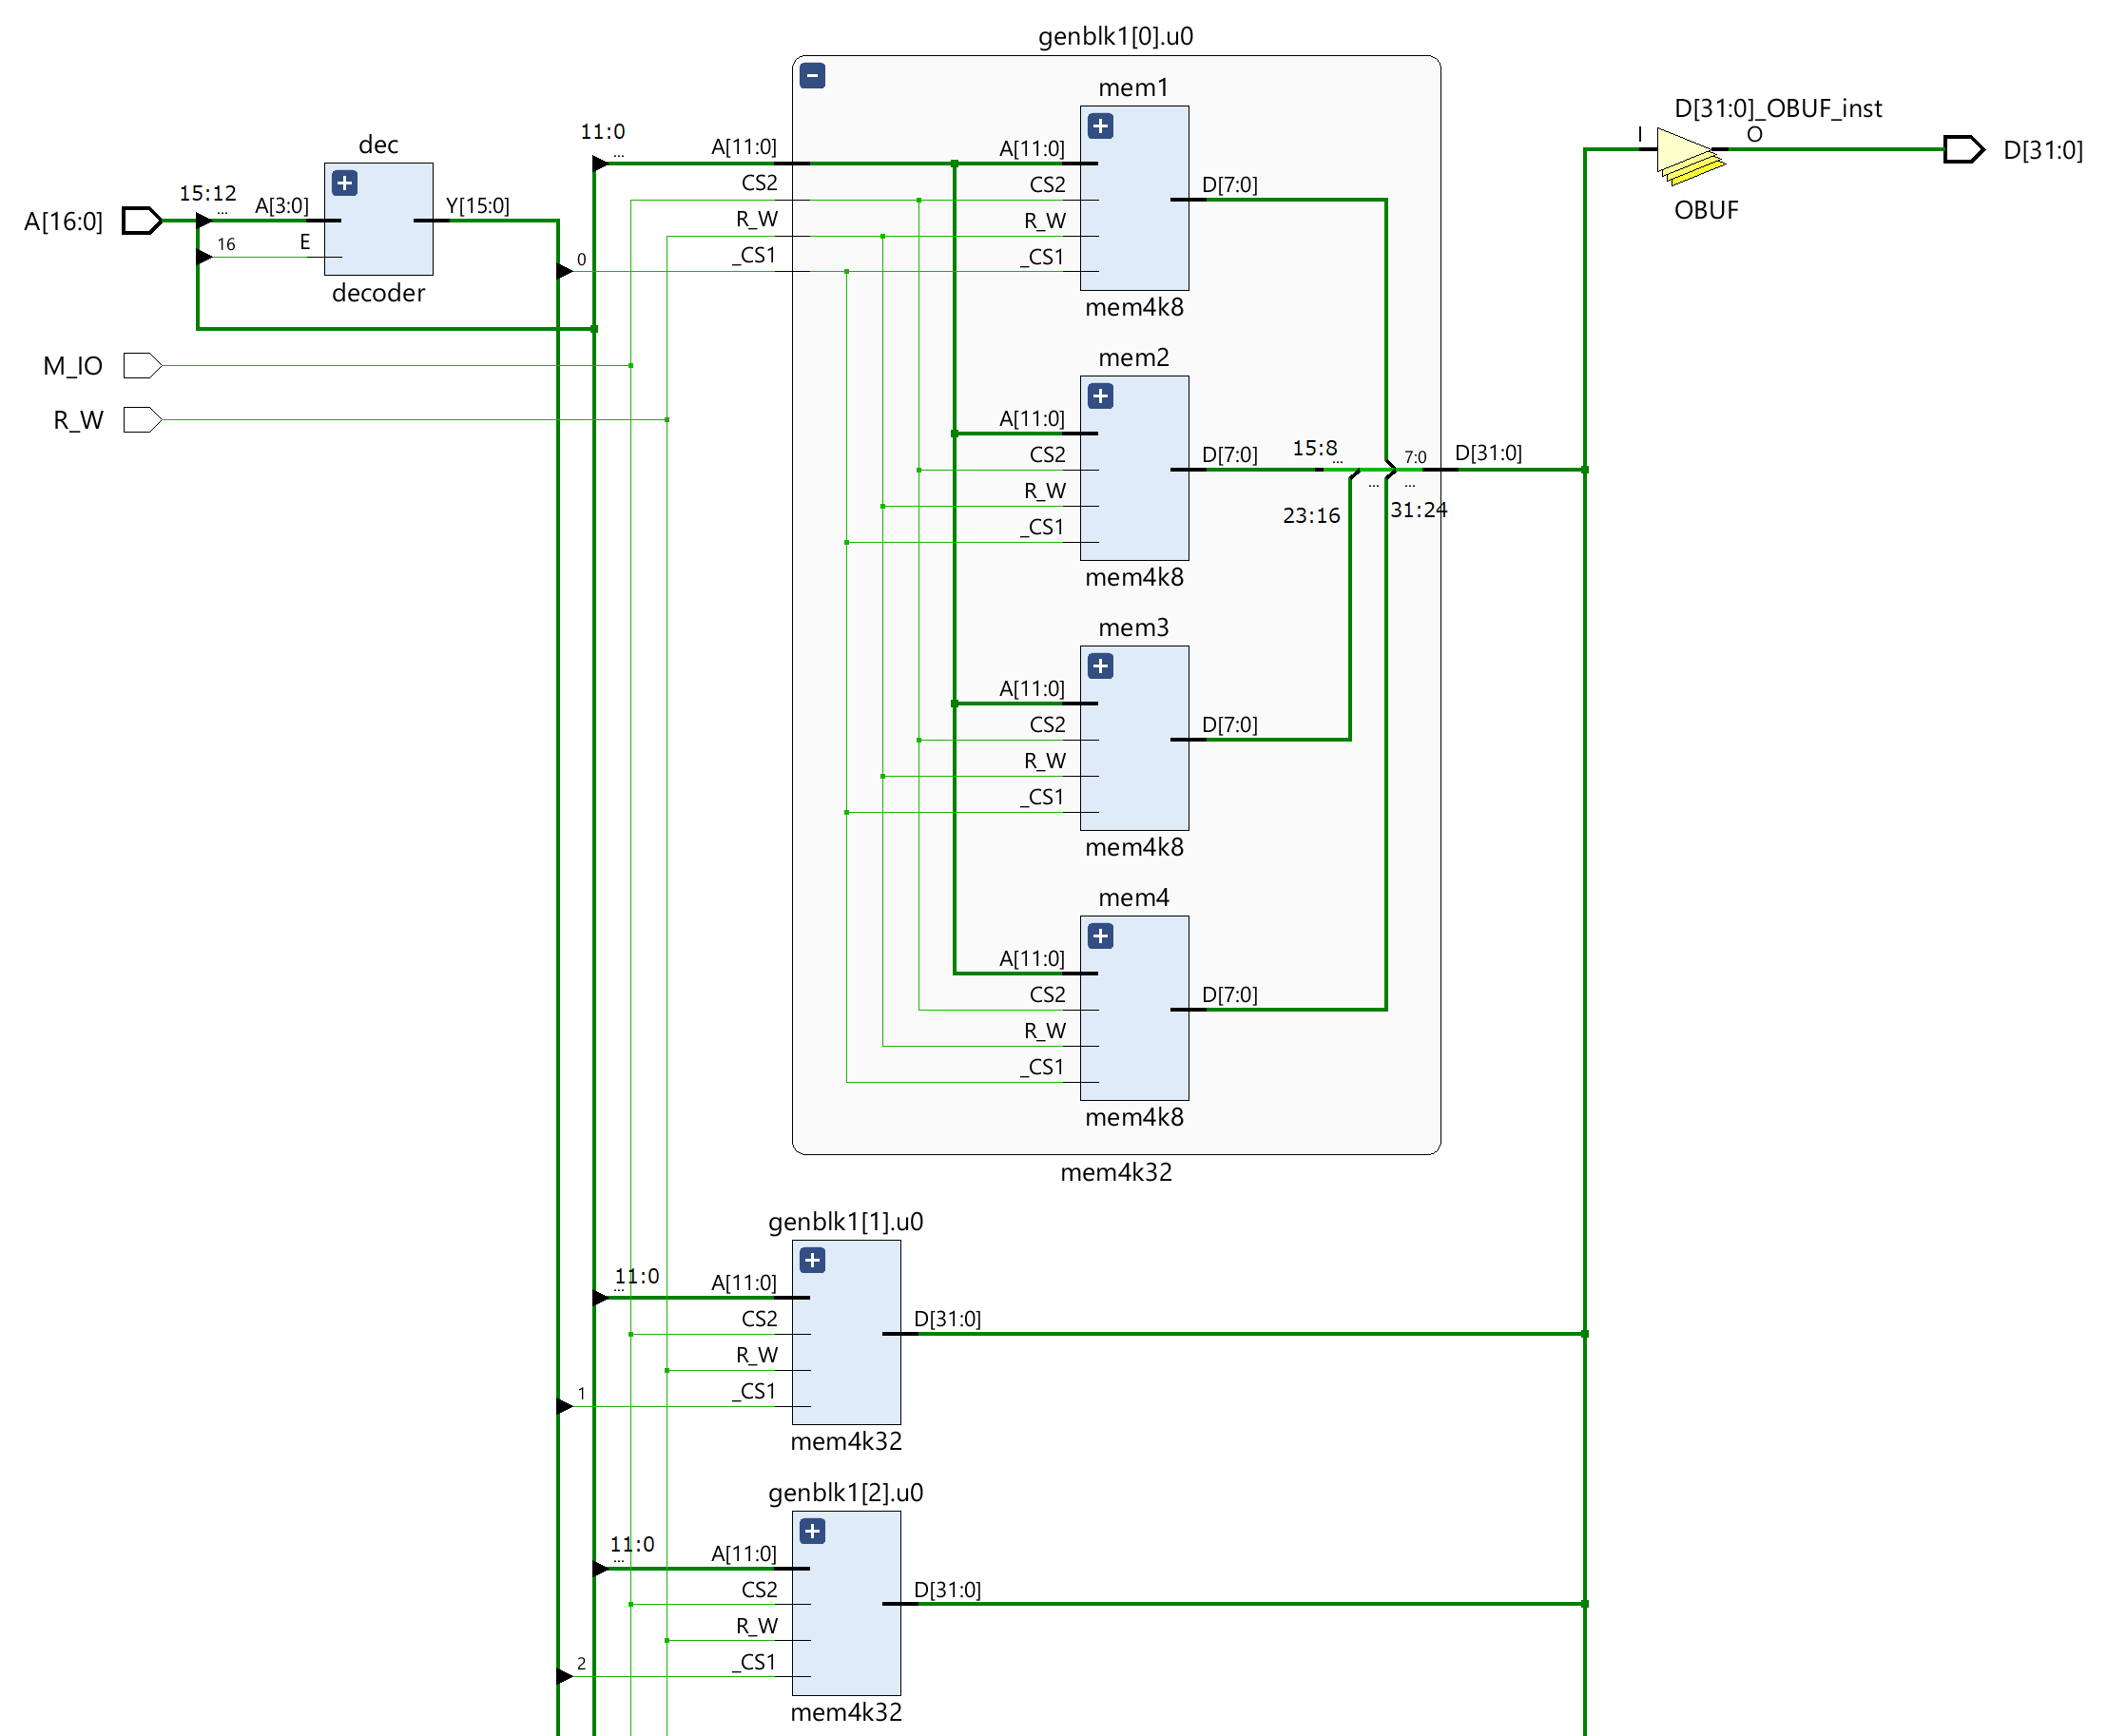 genblk1[0].u0
mem1
D[31:0]_OBUF_inst
11:0
...
dec
A[11:0]
A[11:0]
I
O
D[31:0]
CS2
CS2
D[7:0]
15:12
...
A[3:0]
Y[15:0]
OBUF
A[16:0]
R_W
R_W
16
E
_CS1
_CS1
0
decoder
mem4k8
mem2
M_IO
R_W
A[11:0]
CS2
D[7:0]
15:8
...
7:0
D[31:0]
R_W
...
...
23:16
31:24
_CS1
mem4k8
mem3
A[11:0]
CS2
D[7:0]
R_W
_CS1
mem4k8
mem4
A[11:0]
CS2
D[7:0]
R_W
_CS1
mem4k8
mem4k32
genblk1[1].u0
11:0
...
A[11:0]
CS2
D[31:0]
R_W
1
_CS1
mem4k32
genblk1[2].u0
11:0
...
A[11:0]
CS2
D[31:0]
R_W
2
_CS1
mem4k32